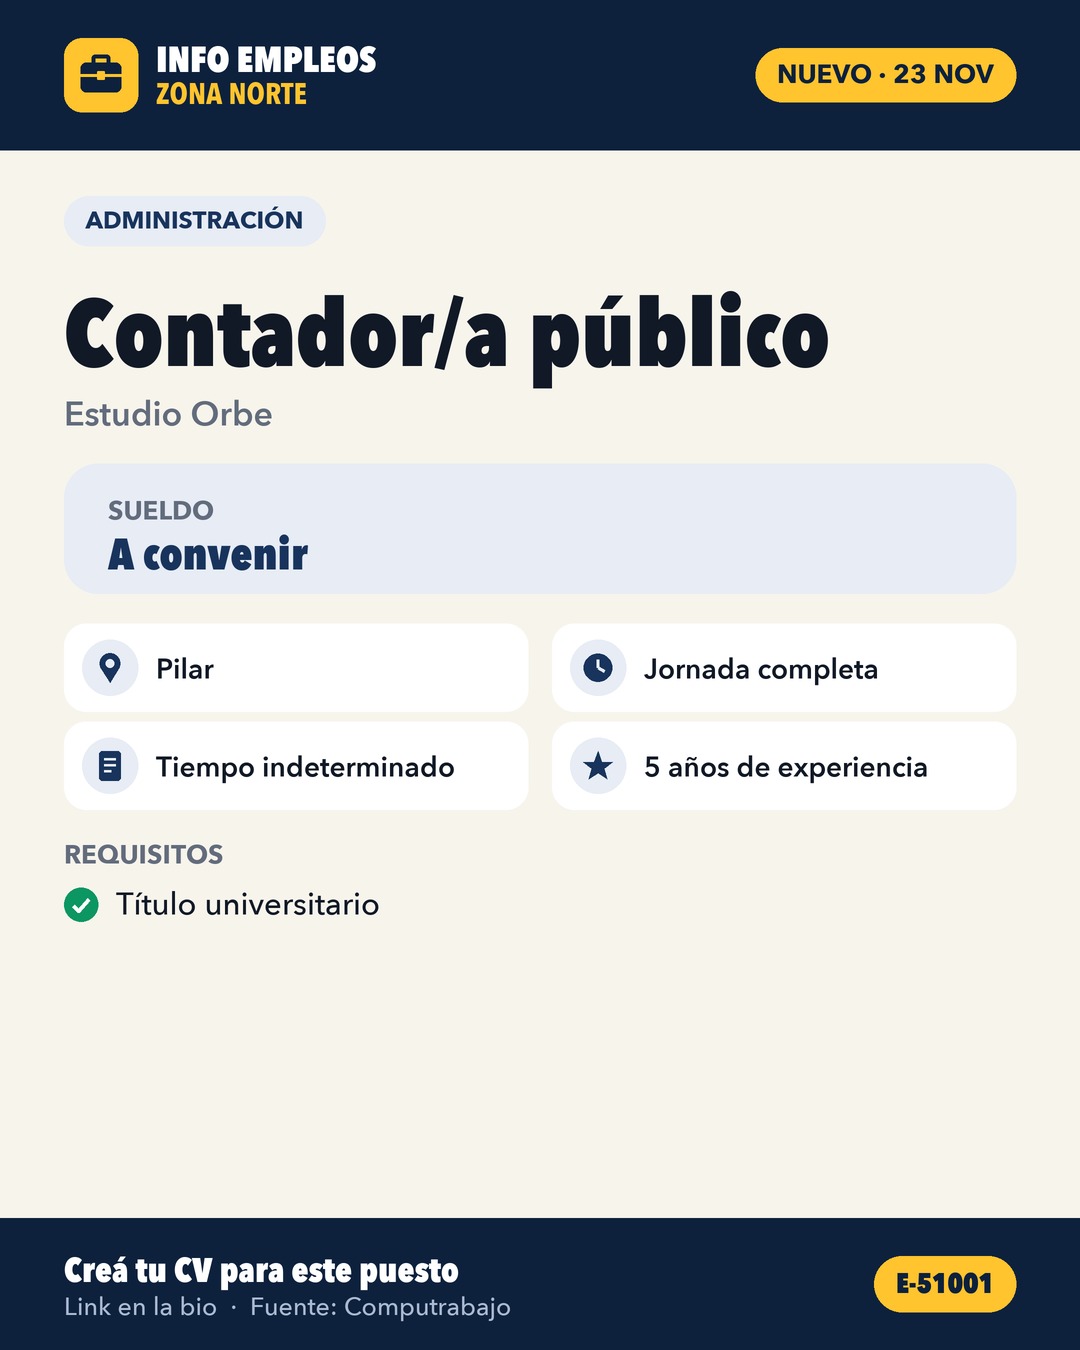 INFO EMPLEOS
ZONA NORTE
NUEVO · 23 NOV
ADMINISTRACIÓN
Contador/a público
Estudio Orbe
SUELDO
A convenir
Pilar
Jornada completa
Tiempo indeterminado
5 años de experiencia
REQUISITOS
Título universitario
Creá tu CV para este puesto
Link en la bio · Fuente: Computrabajo
E-51001